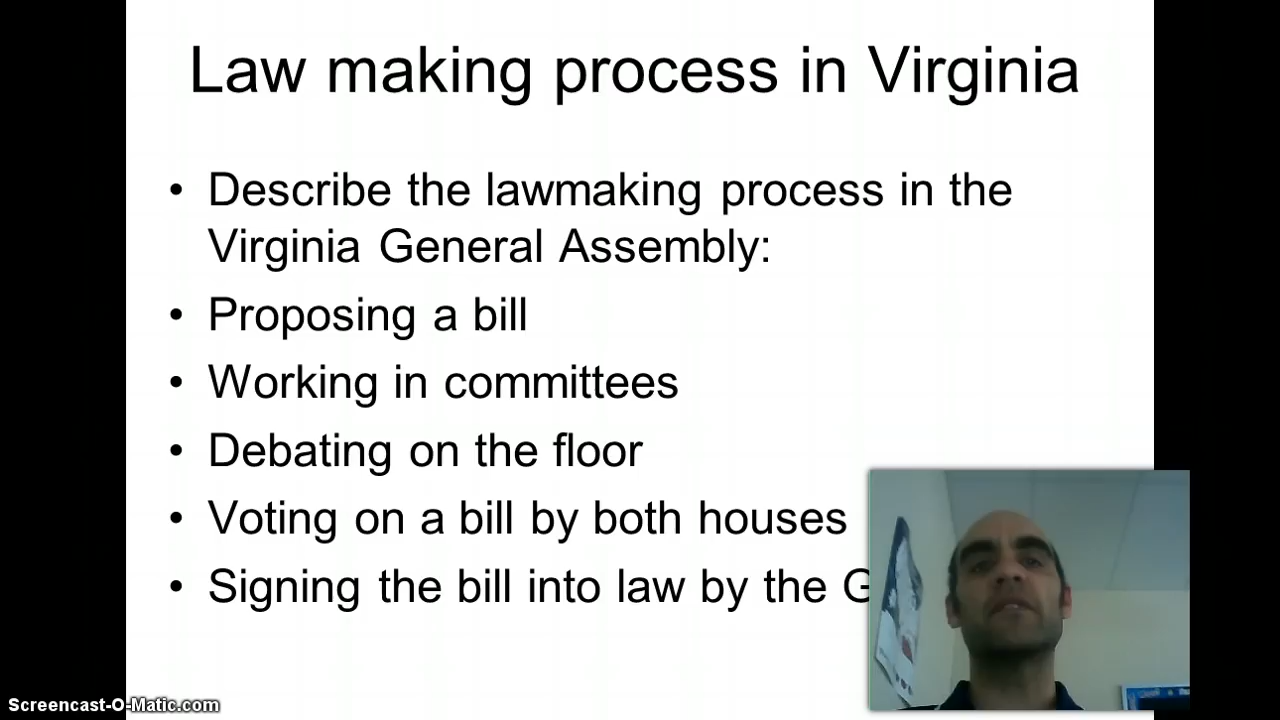 Law making process in Virginia
• Describe the lawmaking process in the
Virginia General Assembly:
• Proposing a bill
• Working in committees
• Debating on the floor
• Voting on a bill by both houses
• Signing the bill into law by the G
Screencast-O-Matic.com